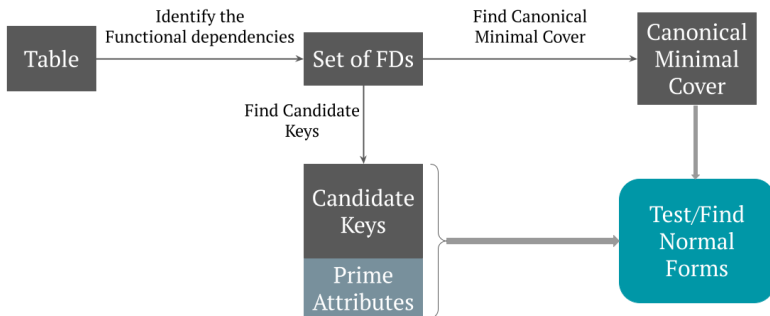 Identify the
Functional dependencies
Find Canonical
Minimal Cover
Table
Set of FDs
Canonical
Minimal
Cover
Find Candidate
Keys
Candidate
Keys
Prime
Attributes
Test/Find
Normal
Forms